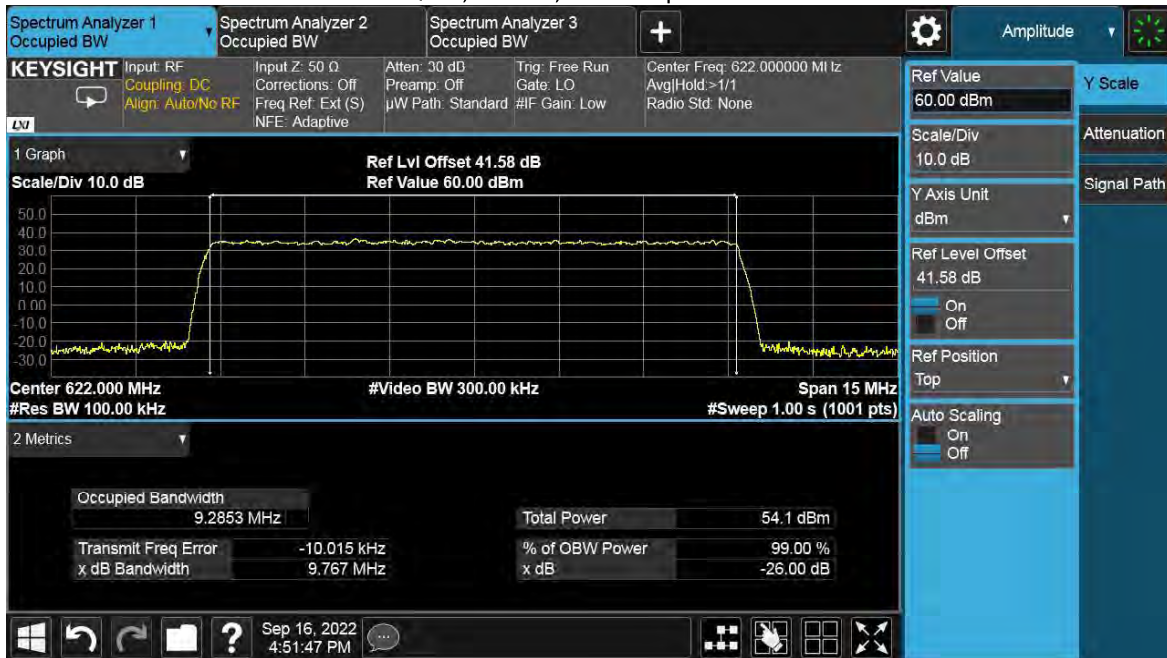 Spectrum Analyzer 1
Occupied BW
Spectrum Analyzer 2
Occupied BW
Spectrum Analyzer 3
Occupied BW
Amplitude
KEYSIGHT
LXI
Input: RF
Coupling: DC
Align: Auto/No RF
Input Z: 50 Ω
Corrections: Off
Freq Ref: Ext (S)
NFE: Adaptive
Atten: 30 dB
Preamp: Off
µW Path: Standard
Trig: Free Run
Gate: LO
#IF Gain: Low
Center Freq: 622.000000 MHz
Avg|Hold:>1/1
Radio Std: None
1 Graph
Scale/Div 10.0 dB
Ref Lvl Offset 41.58 dB
Ref Value 60.00 dBm
50.0
40.0
30.0
20.0
10.0
0.00
-10.0
-20.0
-30.0
Center 622.000 MHz
#Res BW 100.00 kHz
#Video BW 300.00 kHz
Span 15 MHz
#Sweep 1.00 s (1001 pts)
2 Metrics
Occupied Bandwidth
9.2853 MHz
Total Power 54.1 dBm
Transmit Freq Error -10.015 kHz
% of OBW Power 99.00 %
x dB Bandwidth 9.767 MHz
x dB -26.00 dB
Sep 16, 2022
4:51:47 PM
Ref Value
60.00 dBm
Scale/Div
10.0 dB
Y Axis Unit
dBm
Ref Level Offset
41.58 dB
On
Off
Ref Position
Top
Auto Scaling
On
Off
Y Scale
Attenuation
Signal Path